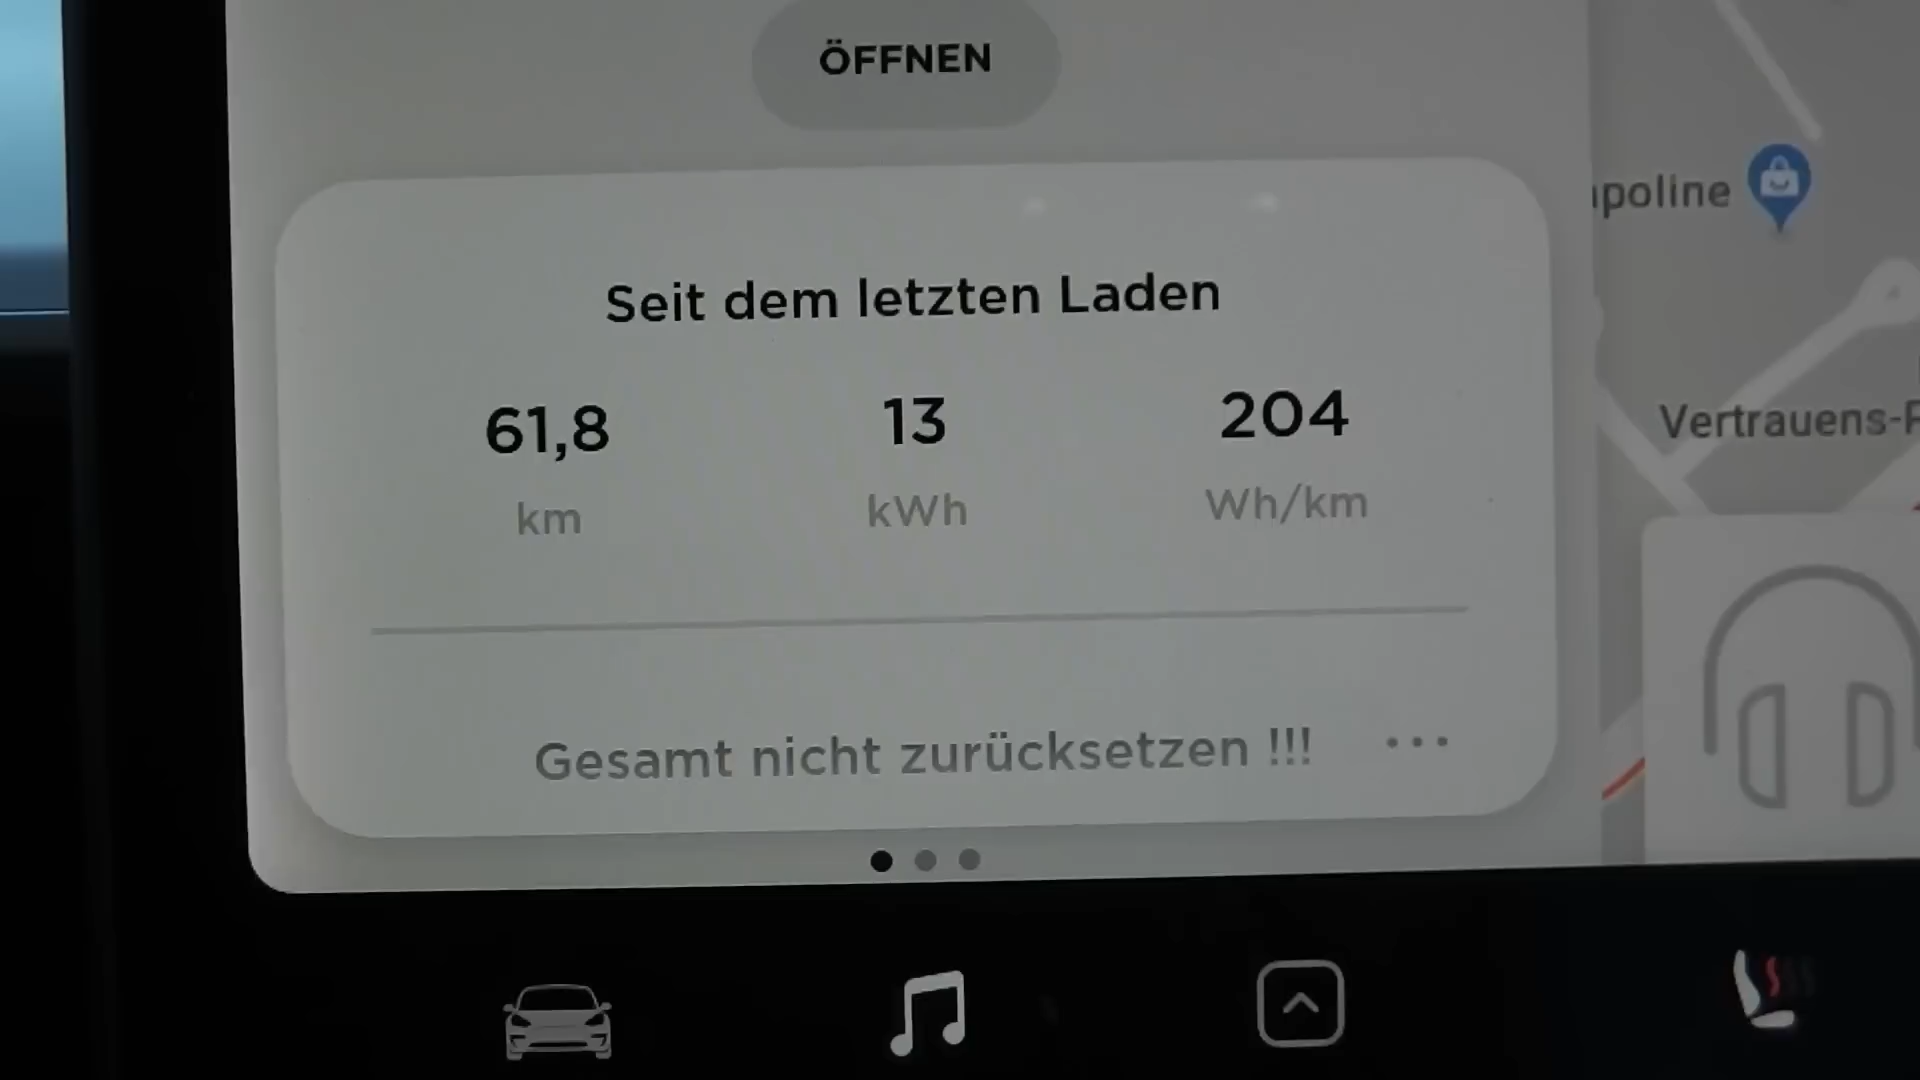 ÖFFNEN
Seit dem letzten Laden
61,8 13 204
km kWh Wh/km
Gesamt nicht zurücksetzen !!!
poline
Vertrauens-